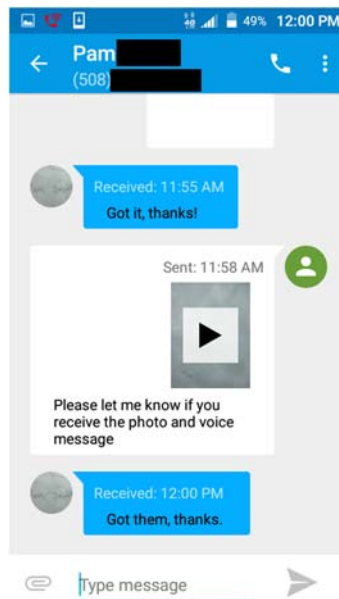 49% 12:00 PM
Pam
(508)
Received: 11:55 AM
Got it, thanks!
Sent: 11:58 AM
Please let me know if you
receive the photo and voice
message
Received: 12:00 PM
Got them, thanks.
Type message